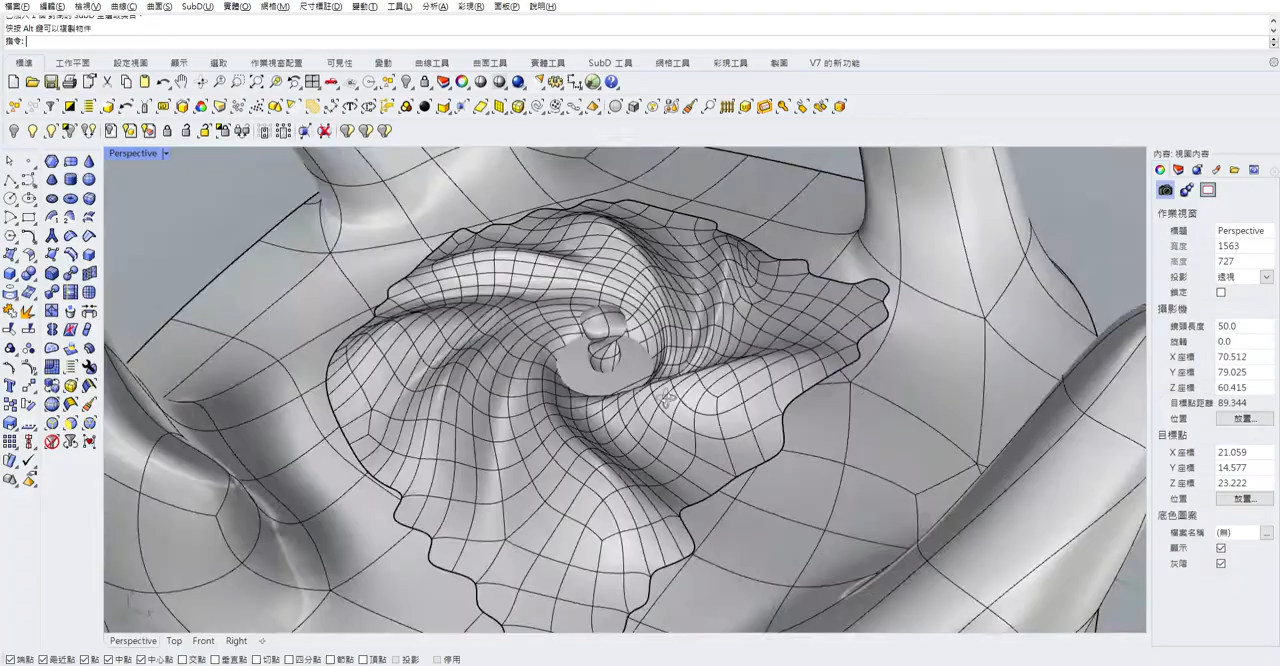 檔案(F) 編輯(E) 檢視(V) 曲線(C) 曲面(S) SubD(U) 實體(O) 網格(M) 尺寸標註(D) 變動(T) 工具(L) 分析(A) 彩現(R) 面板(P) 說明(H)
快按 Alt 鍵可以複製物件
指令:
標準 工作平面 設定視圖 顯示 選取 作業視窗配置 可見性 變動 曲線工具 曲面工具 實體工具 SubD 工具 網格工具 彩現工具 製圖 V7 的新功能
Perspective
內容: 視圖內容
作業視窗
標題 Perspective
寬度 1563
高度 727
投影 透視
鎖定
攝影機
鏡頭長度 50.0
旋轉 0.0
X 座標 70.512
Y 座標 79.025
Z 座標 60.415
目標點距離 89.344
位置 放置...
目標點
X 座標 21.059
Y 座標 14.577
Z 座標 23.222
位置 放置...
底色圖案
檔案名稱 (無) ...
顯示
灰階
Perspective Top Front Right
端點 最近點 點 中點 中心點 交點 垂直點 切點 四分點 節點 頂點 投影 停用